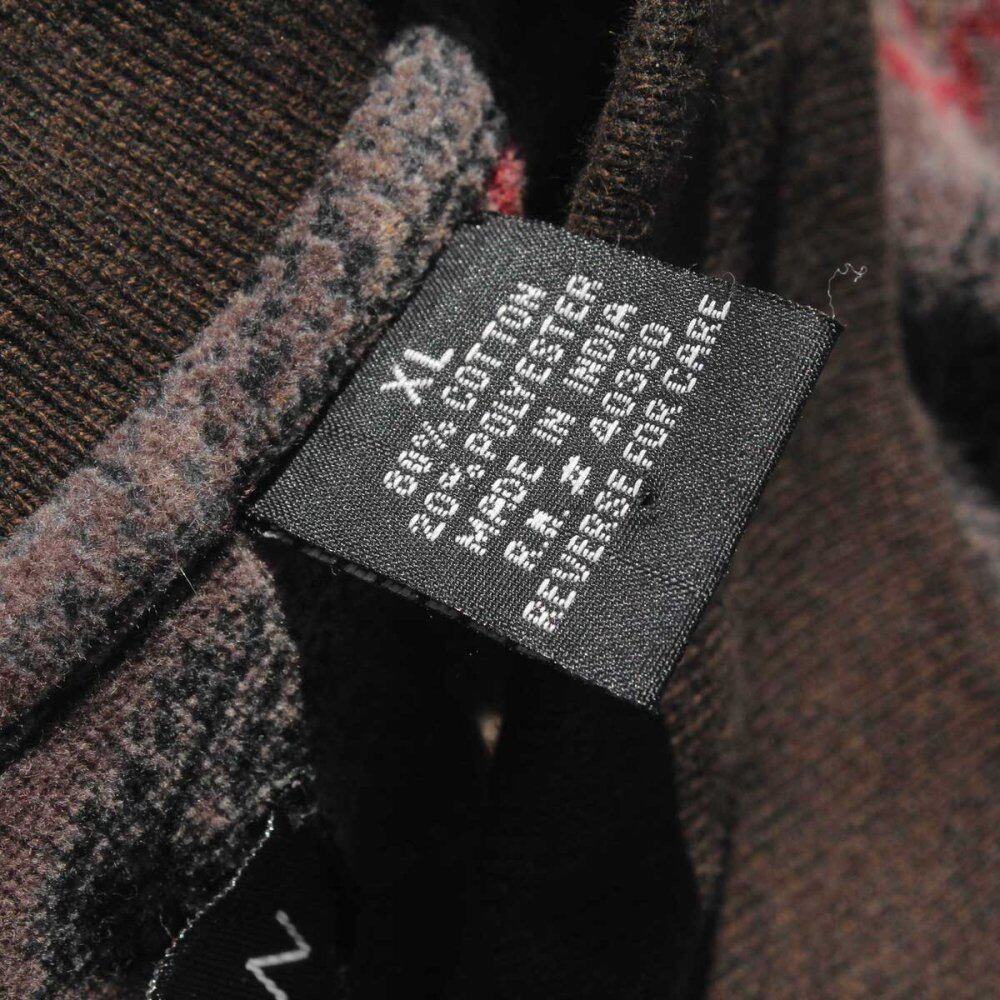 XL
80% COTTON
20% POLYESTER
MADE IN INDIA
R.N. # 40330
REVERSE FOR CARE